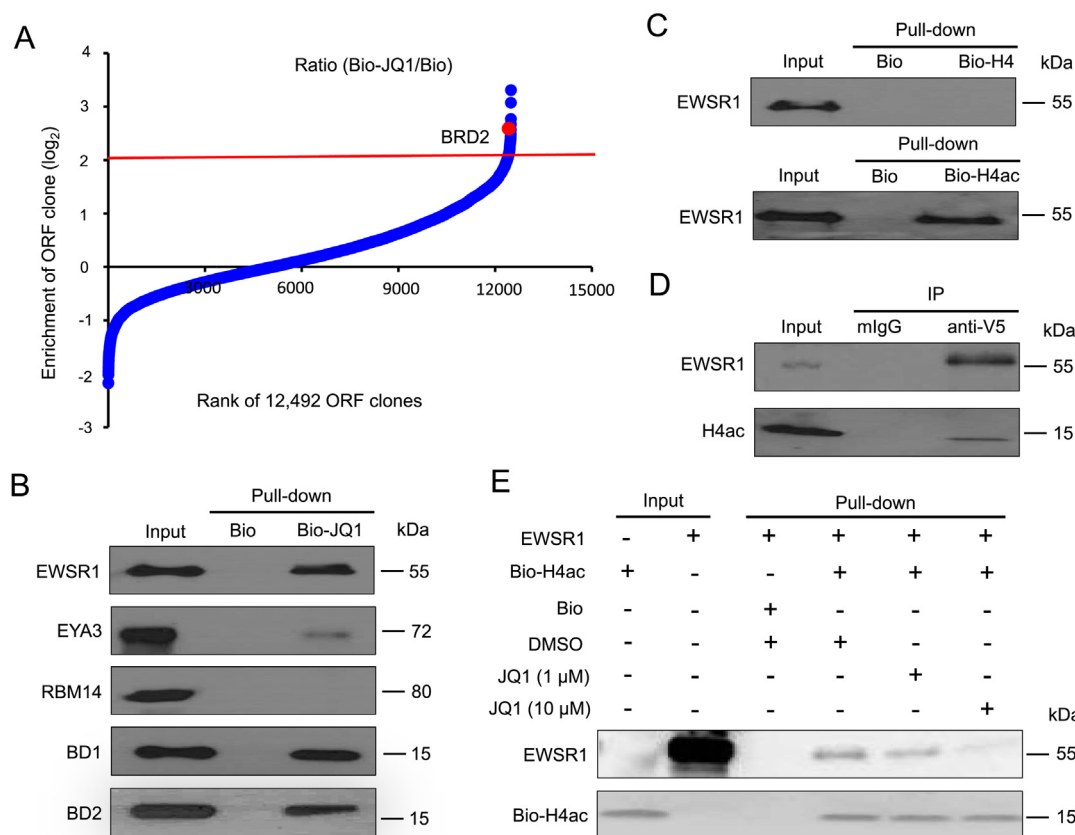 A
4
3
2
1
0
-1
-2
-3
Enrichment of ORF clone (log2)
Ratio (Bio-JQ1/Bio)
BRD2
3000 6000 9000 12000 15000
Rank of 12,492 ORF clones
B
Pull-down
Input Bio Bio-JQ1 kDa
EWSR1 55
EYA3 72
RBM14 80
BD1 15
BD2 15
C
Pull-down
Input Bio Bio-H4 kDa
EWSR1 55
Pull-down
Input Bio Bio-H4ac
EWSR1 55
D
IP
Input mIgG anti-V5 kDa
EWSR1 55
H4ac 15
E
Input Pull-down
EWSR1 - + + + + +
Bio-H4ac + - - + + +
Bio - - + - - -
DMSO - - + + - -
JQ1 (1 µM) - - - - + -
JQ1 (10 µM) - - - - - +
EWSR1 55
Bio-H4ac 15